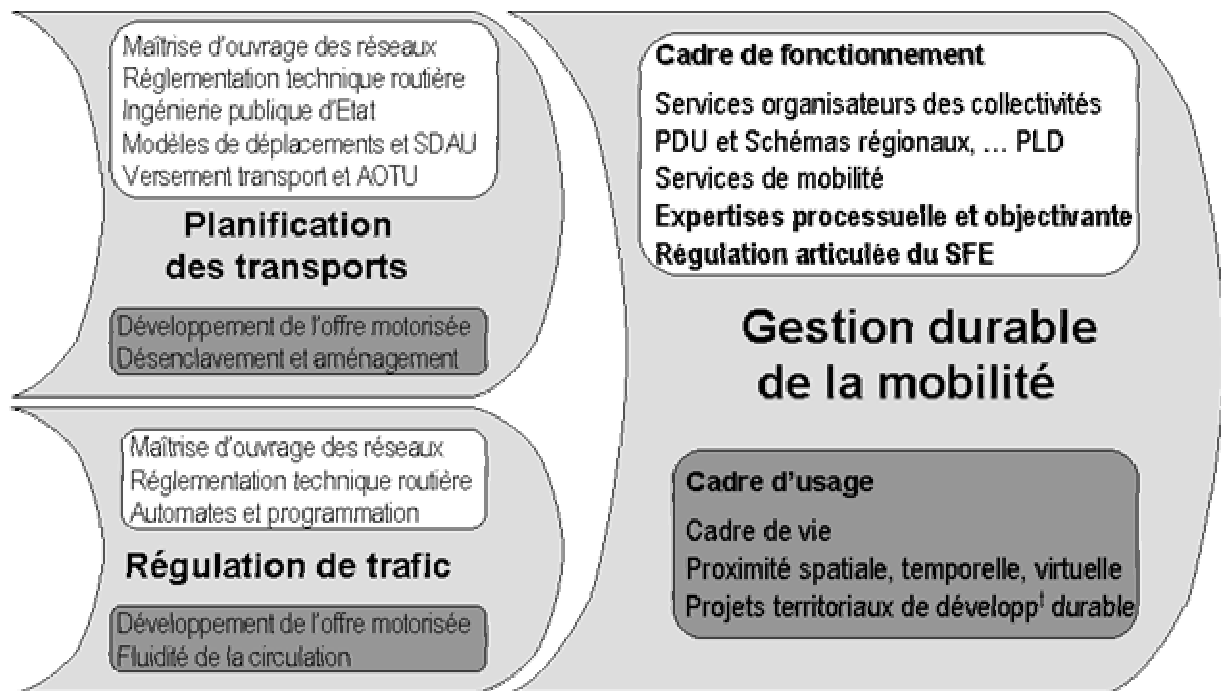 Maîtrise d'ouvrage des réseaux
Réglementation technique routière
Ingénierie publique d'Etat
Modèles de déplacements et SDAU
Versement transport et AOTU
Planification
des transports
Développement de l'offre motorisée
Désenclavement et aménagement
Maîtrise d'ouvrage des réseaux
Réglementation technique routière
Automates et programmation
Régulation de trafic
Développement de l'offre motorisée
Fluidité de la circulation
Cadre de fonctionnement
Services organisateurs des collectivités
PDU et Schémas régionaux, ... PLD
Services de mobilité
Expertises processuelle et objectivante
Régulation articulée du SFE
Gestion durable
de la mobilité
Cadre d'usage
Cadre de vie
Proximité spatiale, temporelle, virtuelle
Projets territoriaux de développᵗ durable